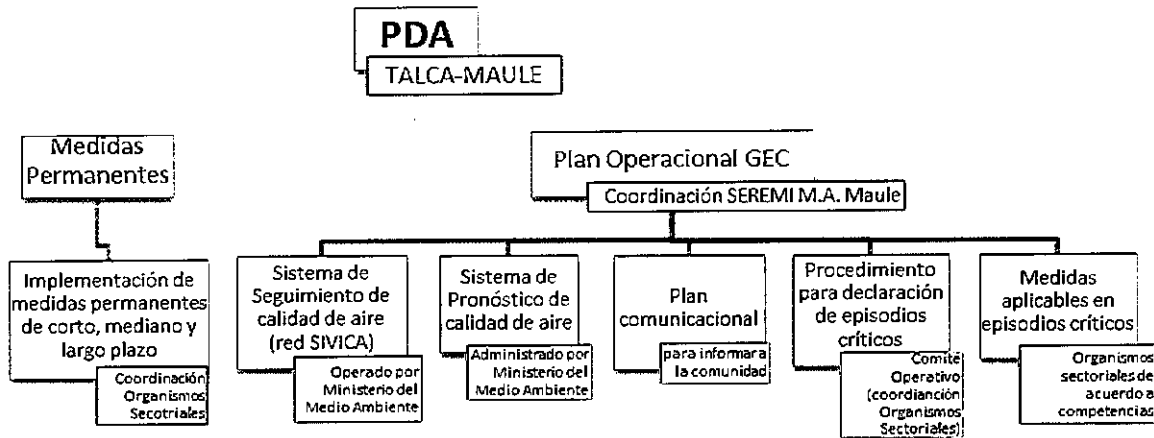 PDA
TALCA-MAULE
Medidas
Permanentes
Plan Operacional GEC
Coordinación SEREMI M.A. Maule
Implementación de
medidas permanentes
de corto, mediano y
largo plazo
Coordinación
Organismos
Secotriales
Sistema de
Seguimiento de
calidad de aire
(red SIVICA)
Operado por
Ministerio del
Medio Ambiente
Sistema de
Pronóstico de
calidad de aire
Administrado por
Ministerio del
Medio Ambiente
Plan
comunicacional
para informar a
la comunidad
Procedimiento
para declaración
de episodios
críticos
Comité
Operativo
(coordianción
Organismos
Sectoriales)
Medidas
aplicables en
episodios críticos
Organismos
sectoriales de
acuerdo a
competencias